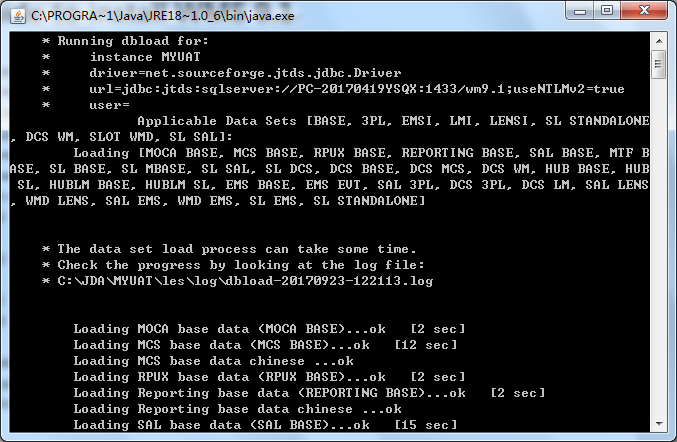 C:\PROGRA~1\Java\JRE18~1.0_6\bin\java.exe
* Running dbload for:
*     instance MYUAT
*     driver=net.sourceforge.jtds.jdbc.Driver
*     url=jdbc:jtds:sqlserver://PC-20170419YSQX:1433/wm9.1;useNTLMv2=true
*     user=
Applicable Data Sets [BASE, 3PL, EMSI, LMI, LENSI, SL STANDALONE
, DCS WM, SLOT WMD, SL SAL]:
Loading [MOCA BASE, MCS BASE, RPUX BASE, REPORTING BASE, SAL BASE, MTF B
ASE, SL BASE, SL MBASE, SL SAL, SL DCS, DCS BASE, DCS MCS, DCS WM, HUB BASE, HUB
SL, HUBLM BASE, HUBLM SL, EMS BASE, EMS EVT, SAL 3PL, DCS 3PL, DCS LM, SAL LENS
, WMD LENS, SAL EMS, WMD EMS, SL EMS, SL STANDALONE]
* The data set load process can take some time.
* Check the progress by looking at the log file:
* C:\JDA\MYUAT\les\log\dbload-20170923-122113.log
Loading MOCA base data (MOCA BASE)...ok   [2 sec]
Loading MCS base data (MCS BASE)...ok   [12 sec]
Loading MCS base data chinese ...ok
Loading RPUX base data (RPUX BASE)...ok   [2 sec]
Loading Reporting base data (REPORTING BASE)...ok   [2 sec]
Loading Reporting base data chinese ...ok
Loading SAL base data (SAL BASE)...ok   [15 sec]